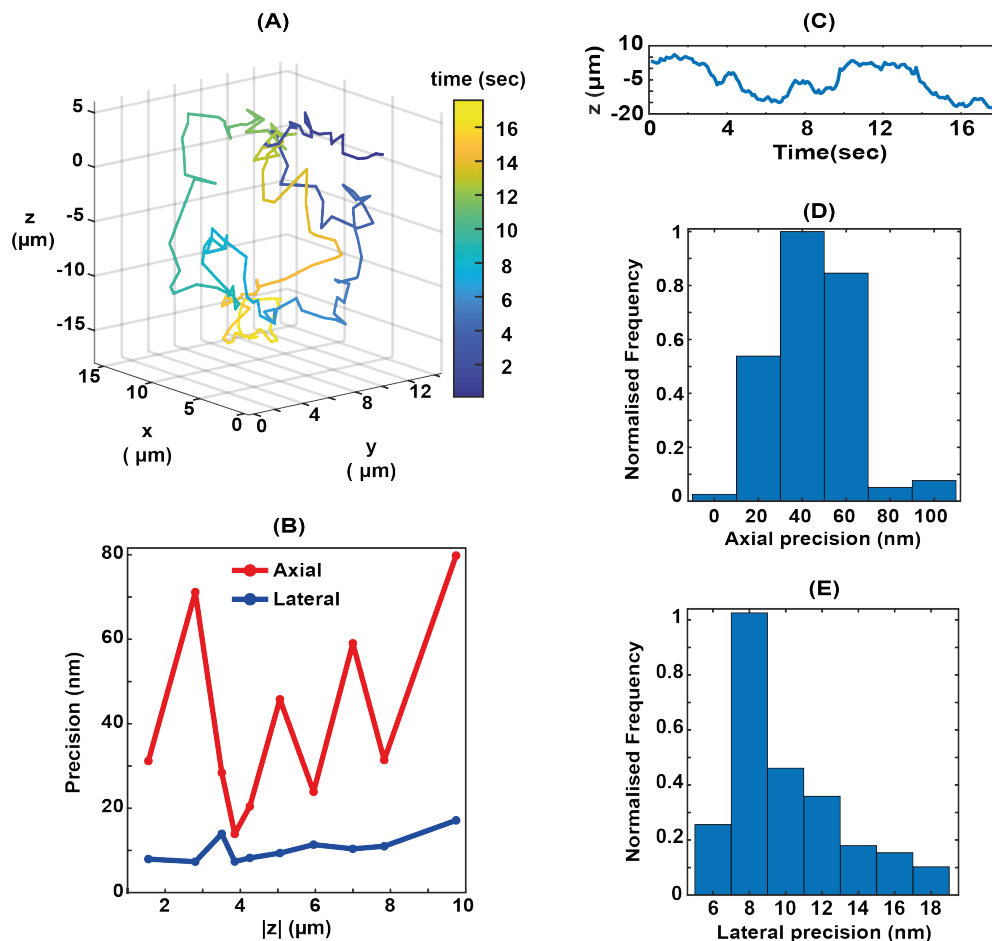 (A)
time (sec)
5
0
-5
-10
-15
z
(µm)
15
10
5
0
x
( µm)
0
4
8
12
y
( µm)
16
14
12
10
8
6
4
2
(B)
Axial
Lateral
80
60
40
20
0
Precision (nm)
2
4
6
8
10
|z| (µm)
(C)
10
-5
-20
z (µm)
0
4
8
12
16
Time(sec)
(D)
1
0.8
0.6
0.4
0.2
0
Normalised Frequency
0
20
40
60
80
100
Axial precision (nm)
(E)
1
0.8
0.6
0.4
0.2
0
Normalised Frequency
6
8
10
12
14
16
18
Lateral precision (nm)